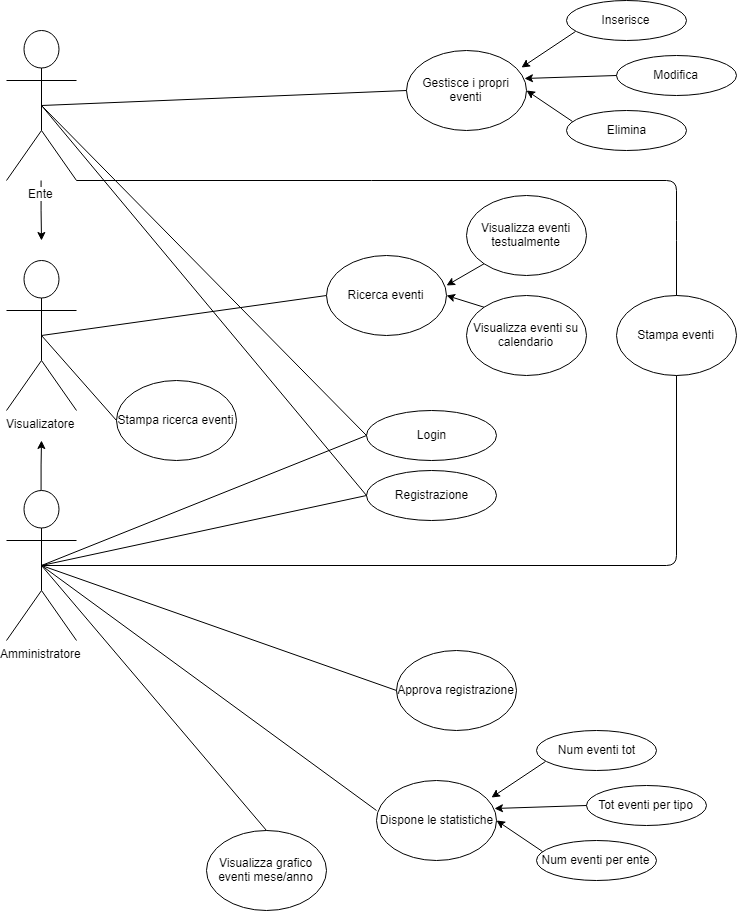 Inserisce
Gestisce i propri
eventi
Modifica
Elimina
Ente
Visualizza eventi
testualmente
Ricerca eventi
Visualizza eventi su
calendario
Stampa eventi
Visualizatore
Stampa ricerca eventi
Login
Registrazione
Amministratore
Approva registrazione
Num eventi tot
Tot eventi per tipo
Dispone le statistiche
Num eventi per ente
Visualizza grafico
eventi mese/anno